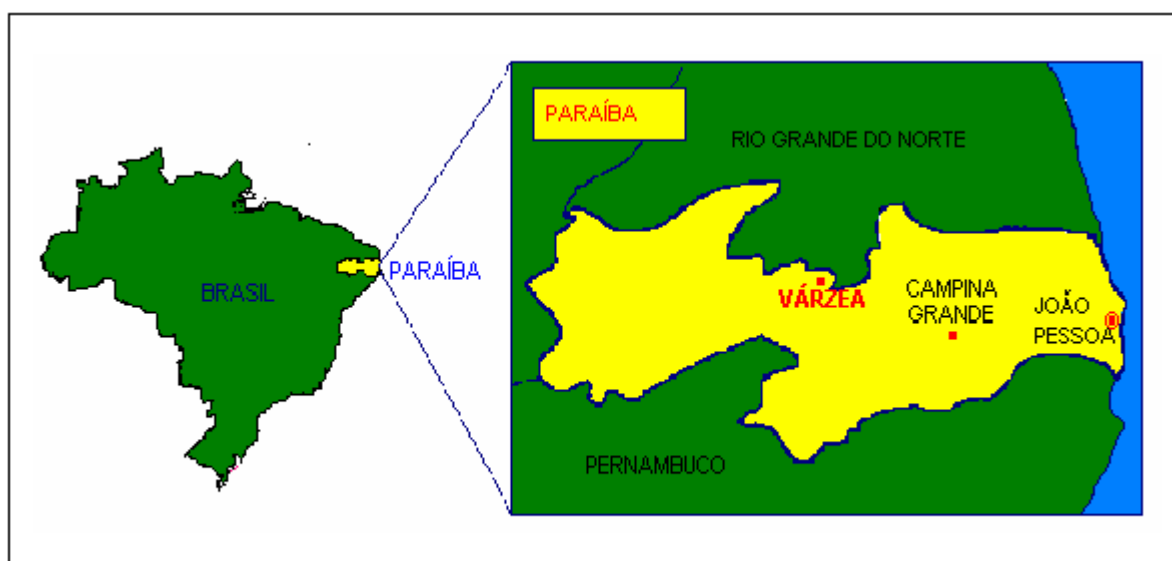 BRASIL
PARAÍBA
PARAÍBA
RIO GRANDE DO NORTE
VÁRZEA
CAMPINA
GRANDE
JOÃO
PESSOA
PERNAMBUCO